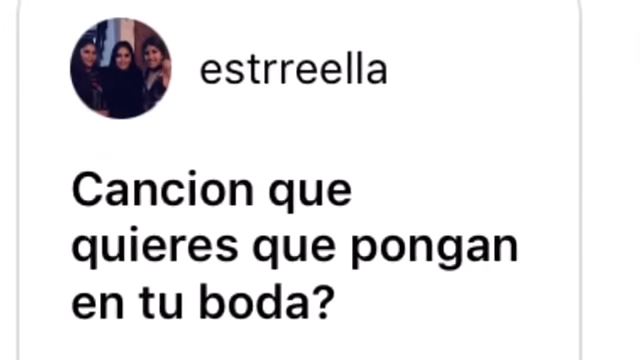 estrreella
Cancion que
quieres que pongan
en tu boda?